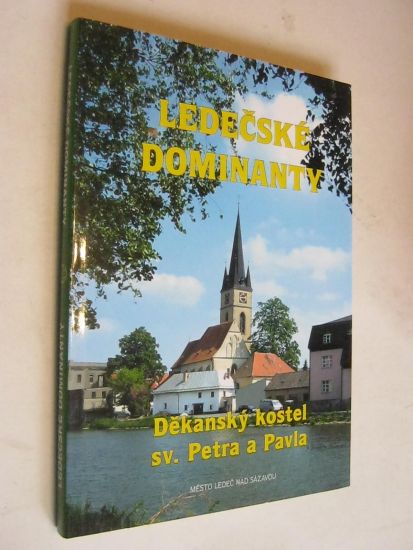 LEDEČSKÉ
DOMINANTY
Děkanský kostel
sv. Petra a Pavla
MĚSTO LEDEČ NAD SÁZAVOU
LEDEČSKÉ DOMINANTY